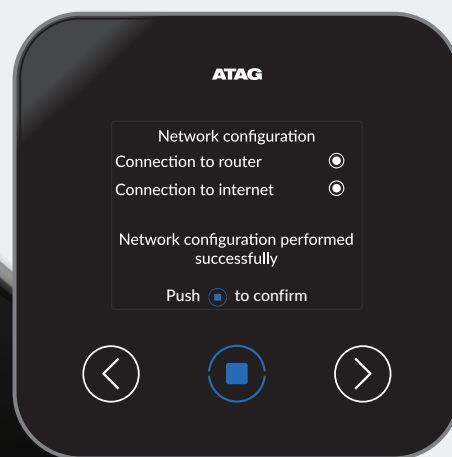 ATAG
Network configuration
Connection to router
Connection to internet
Network configuration performed
successfully
Push to confirm